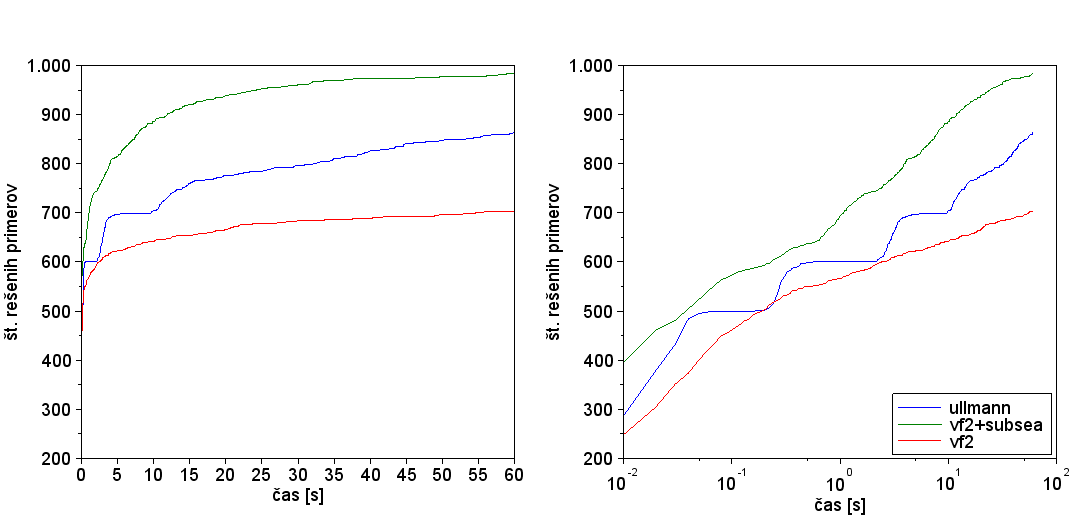 1.000
900
800
700
600
500
400
300
200
0 5 10 15 20 25 30 35 40 45 50 55 60
čas [s]
št. rešenih primerov
1.000
900
800
700
600
500
400
300
200
10^-2 10^-1 10^0 10^1 10^2
čas [s]
št. rešenih primerov
ullmann
vf2+subsea
vf2